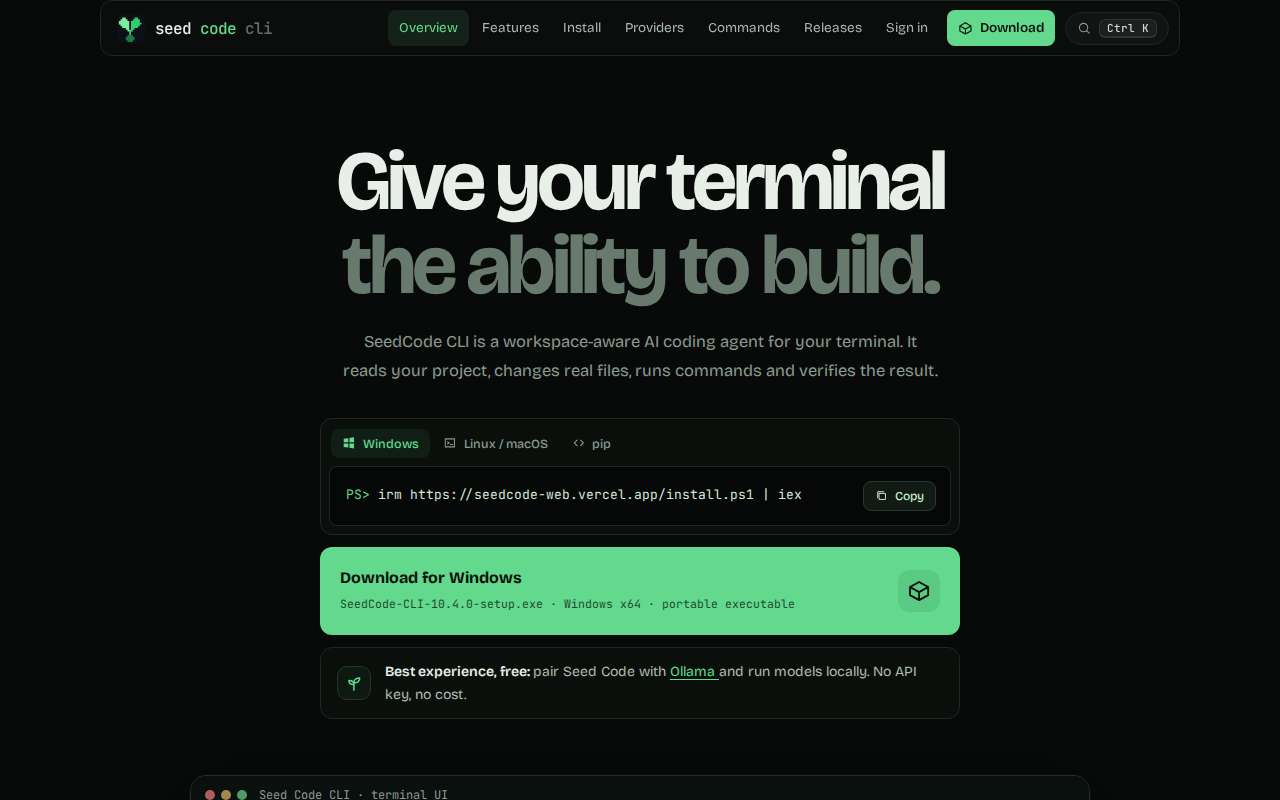 seed code cli
Overview
Features
Install
Providers
Commands
Releases
Sign in
Download
Ctrl K
Give your terminal
the ability to build.
SeedCode CLI is a workspace-aware AI coding agent for your terminal. It
reads your project, changes real files, runs commands and verifies the result.
Windows
Linux / macOS
pip
PS> irm https://seedcode-web.vercel.app/install.ps1 | iex
Copy
Download for Windows
SeedCode-CLI-10.4.0-setup.exe · Windows x64 · portable executable
Best experience, free: pair Seed Code with Ollama and run models locally. No API
key, no cost.
Seed Code CLI · terminal UI